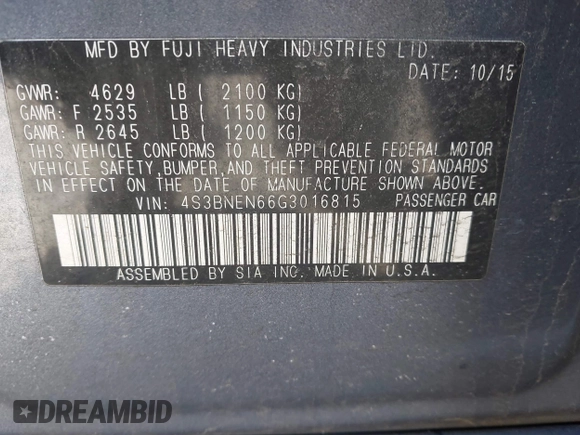 MFD BY FUJI HEAVY INDUSTRIES LTD.
DATE: 10/15
GVWR: 4629 LB ( 2100 KG)
GAWR: F 2535 LB ( 1150 KG)
GAWR: R 2645 LB ( 1200 KG)
THIS VEHICLE CONFORMS TO ALL APPLICABLE FEDERAL MOTOR
VEHICLE SAFETY, BUMPER, AND THEFT PREVENTION STANDARDS
IN EFFECT ON THE DATE OF MANUFACTURE SHOWN ABOVE.
VIN: 4S3BNEN66G3016815 PASSENGER CAR
ASSEMBLED BY SIA INC. MADE IN U.S.A.
DREAMBID